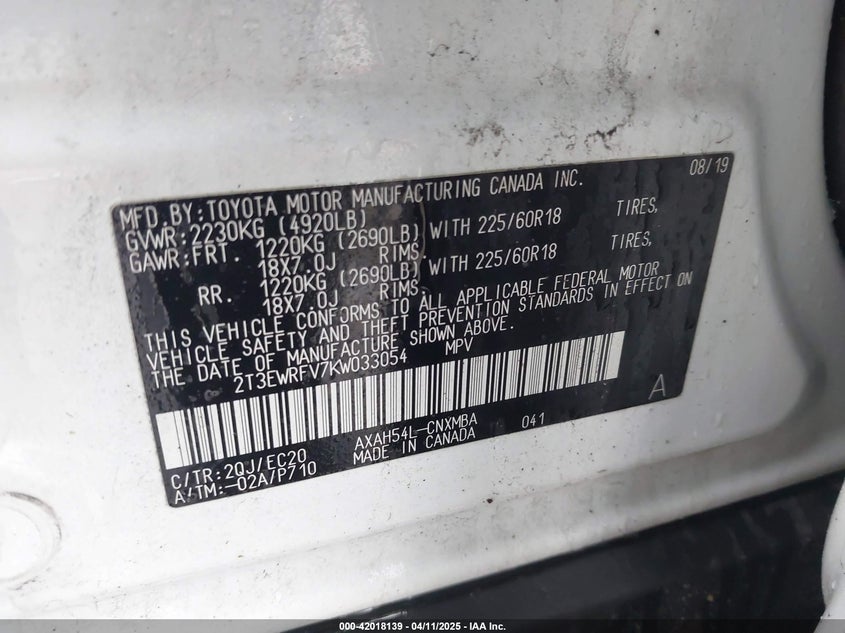 08/19
MFD.BY:TOYOTA MOTOR MANUFACTURING CANADA INC.
GVWR:2230KG (4920LB)
GAWR:FRT. 1220KG (2690LB) WITH 225/60R18 TIRES,
18X7.0J RIMS.
RR. 1220KG (2690LB) WITH 225/60R18 TIRES,
18X7.0J RIMS.
THIS VEHICLE CONFORMS TO ALL APPLICABLE FEDERAL MOTOR
VEHICLE SAFETY AND THEFT PREVENTION STANDARDS IN EFFECT ON
THE DATE OF MANUFACTURE SHOWN ABOVE.
2T3EWRFV7KW033054 MPV
A
C/TR:2QJ/EC20 AXAH54L-CNXMBA 041
A/TM:-02A/P710 MADE IN CANADA
000-42018139 - 04/11/2025 - IAA Inc.